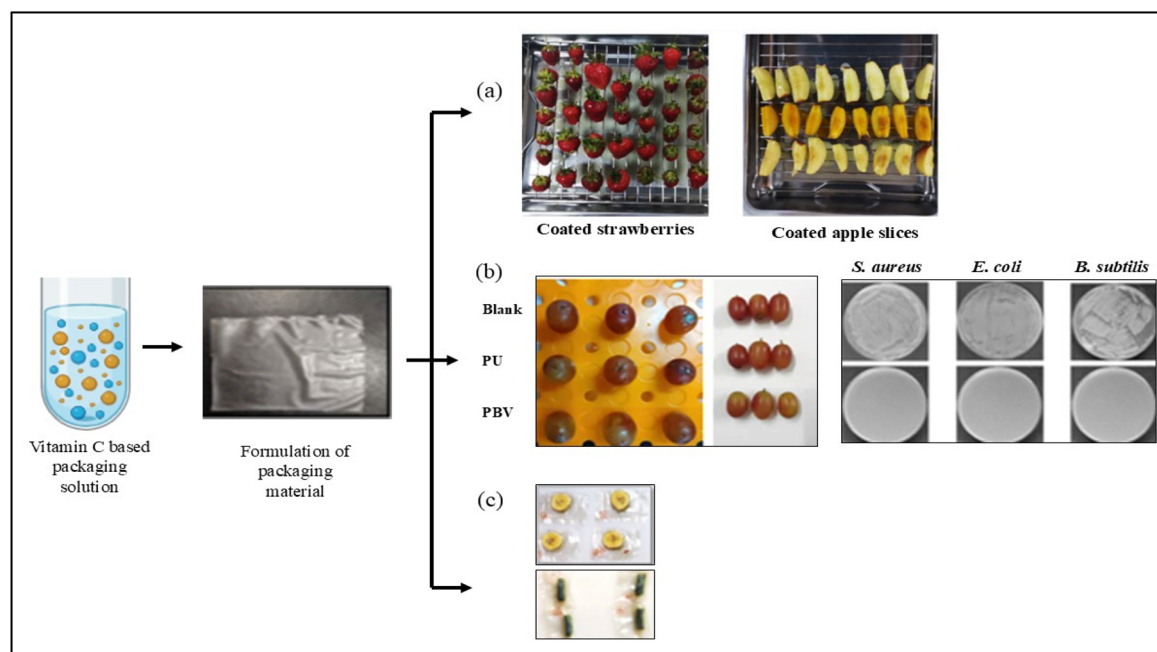 (a)
Coated strawberries
Coated apple slices
(b)
Blank
PU
PBV
S. aureus
E. coli
B. subtilis
Vitamin C based
packaging
solution
Formulation of
packaging
material
(c)